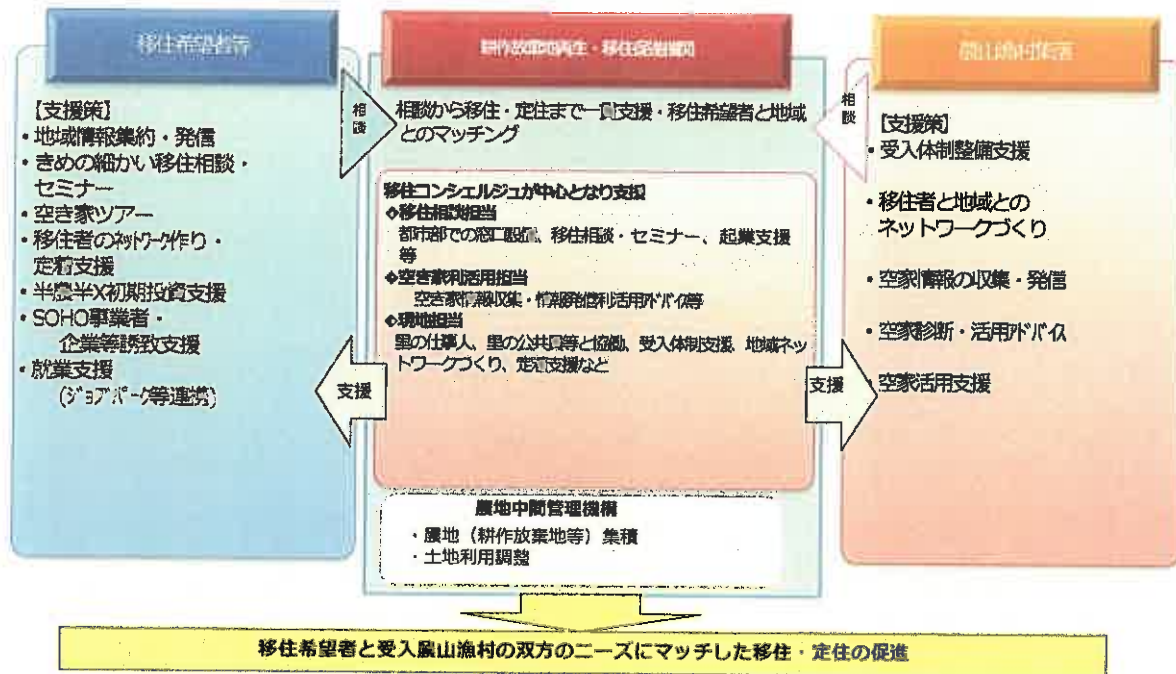 移住希望者等
耕作放棄地再生・移住促進機関
農山漁村集落
【支援策】
・地域情報集約・発信
・きめの細かい移住相談・
セミナー
・空き家ツアー
・移住者のネットワーク作り・
定着支援
・半農半X初期投資支援
・SOHO事業者・
企業等誘致支援
・就業支援
(ジョブパーク等連携)
相談
支援
相談から移住・定住まで一貫支援・移住希望者と地域
とのマッチング
移住コンシェルジュが中心となり支援
◇移住相談担当
都市部での窓口設置、移住相談・セミナー、起業支援
等
◇空き家利活用担当
空き家情報収集・情報発信利活用アドバイス等
◇現地担当
里の仕事人、里の公共員等と協働、受入体制支援、地域ネッ
トワークづくり、定着支援など
農地中間管理機構
・農地（耕作放棄地等）集積
・土地利用調整
相談
支援
【支援策】
・受入体制整備支援
・移住者と地域との
ネットワークづくり
・空家情報の収集・発信
・空家診断・活用アドバイス
・空家活用支援
移住希望者と受入農山漁村の双方のニーズにマッチした移住・定住の促進